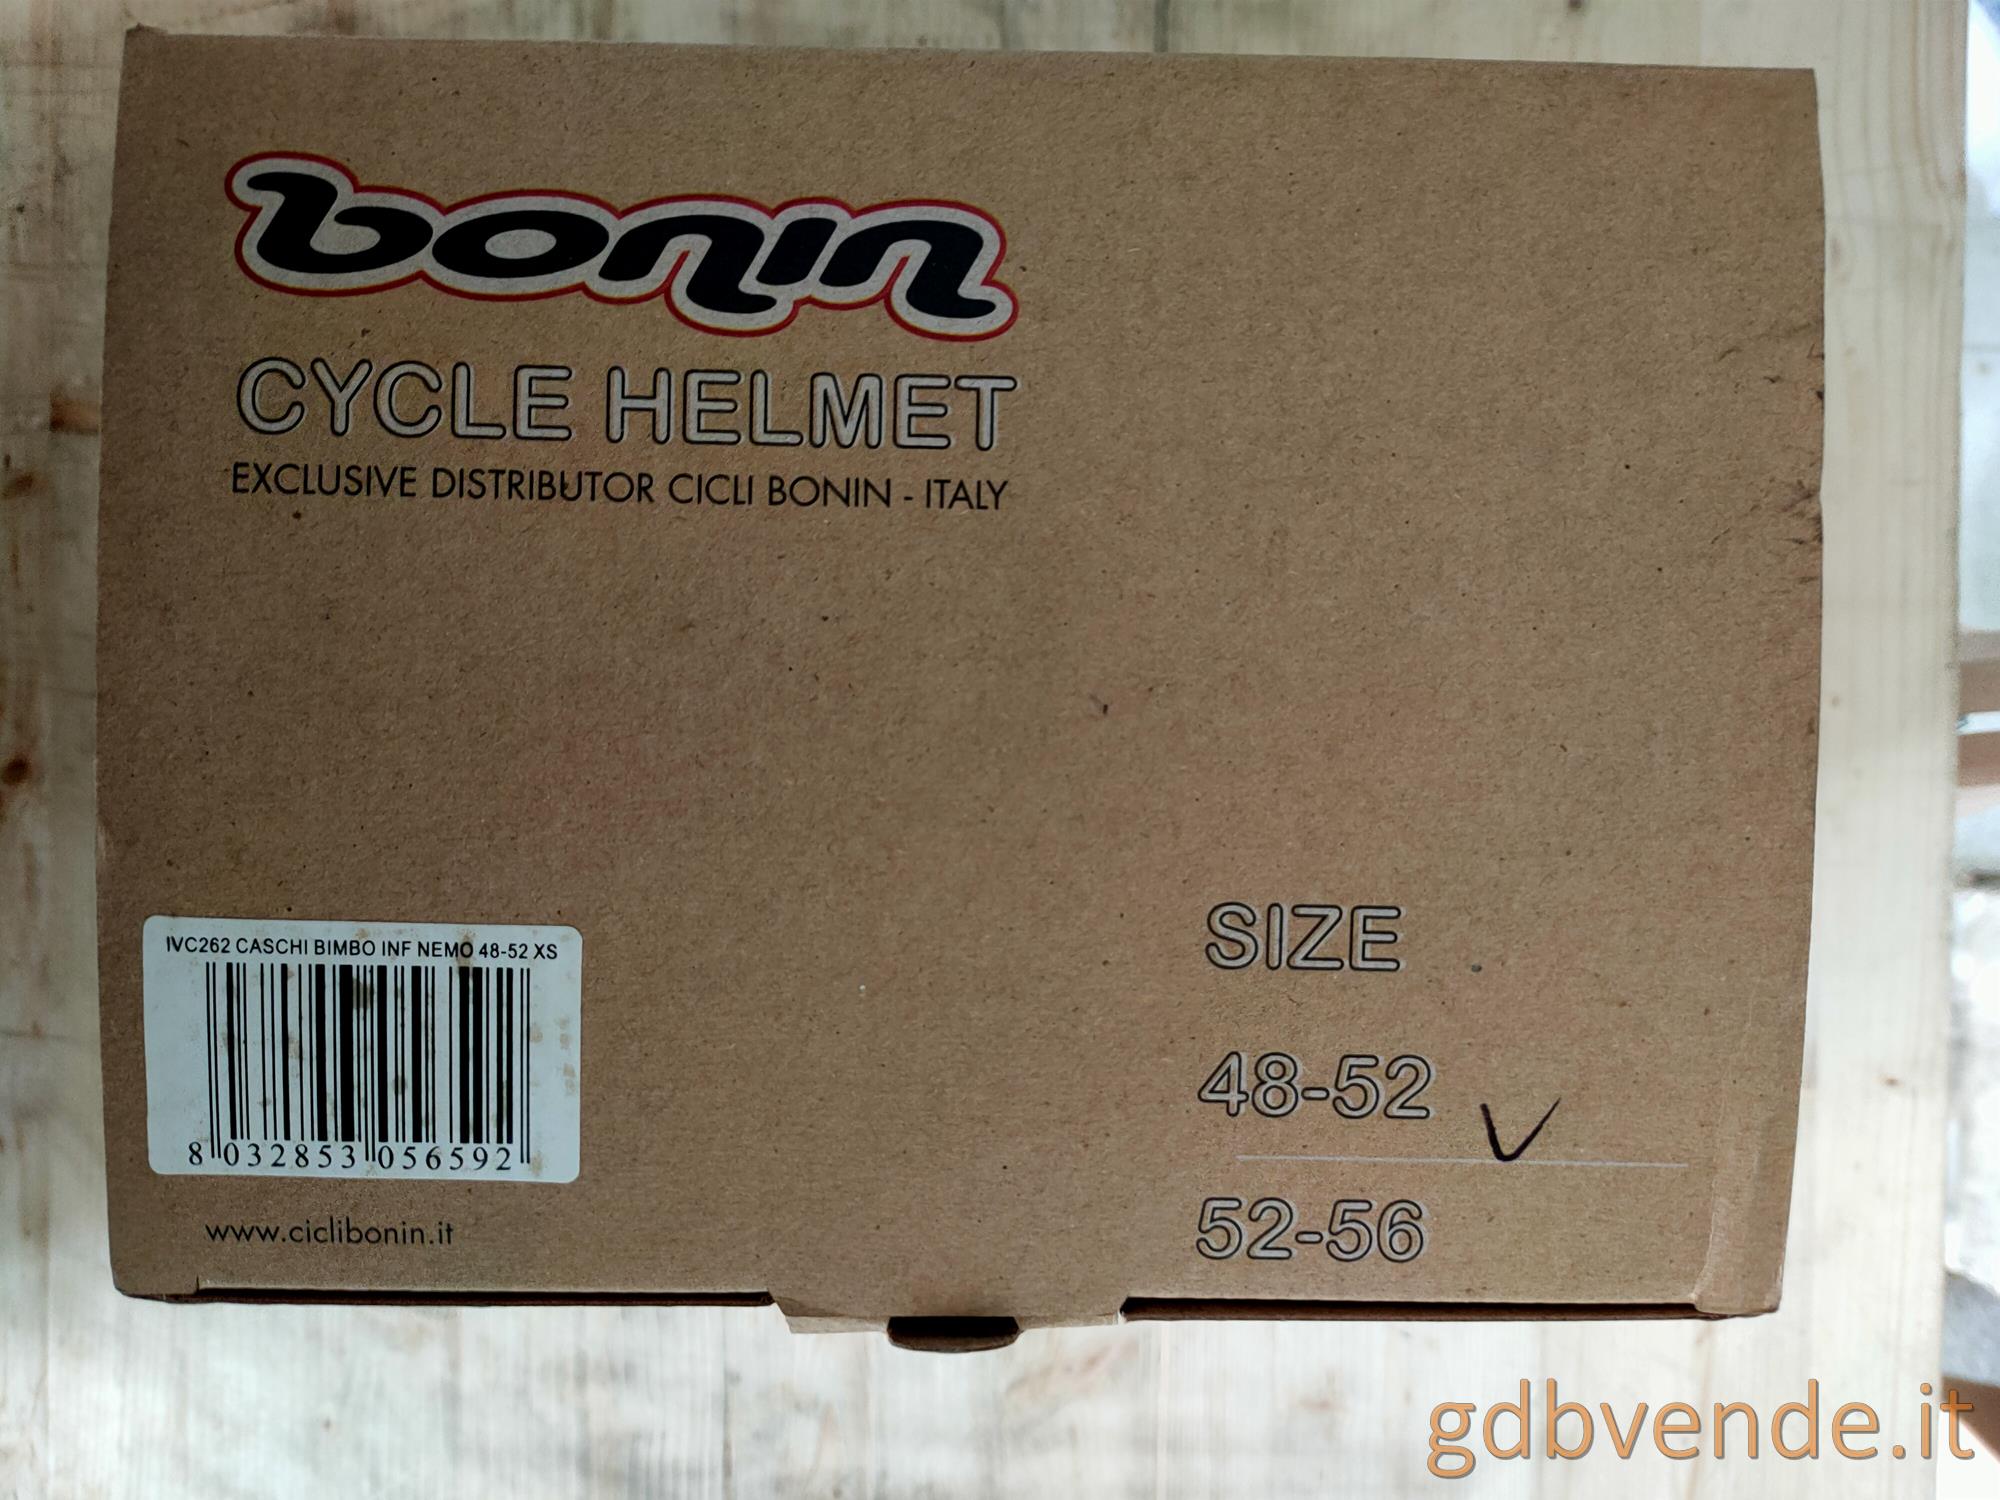 bonin
CYCLE HELMET
EXCLUSIVE DISTRIBUTOR CICLI BONIN - ITALY
IVC262 CASCHI BIMBO INF NEMO 48-52 XS
8 032853 056592
www.ciclibonin.it
SIZE
48-52
52-56
gdbvende.it